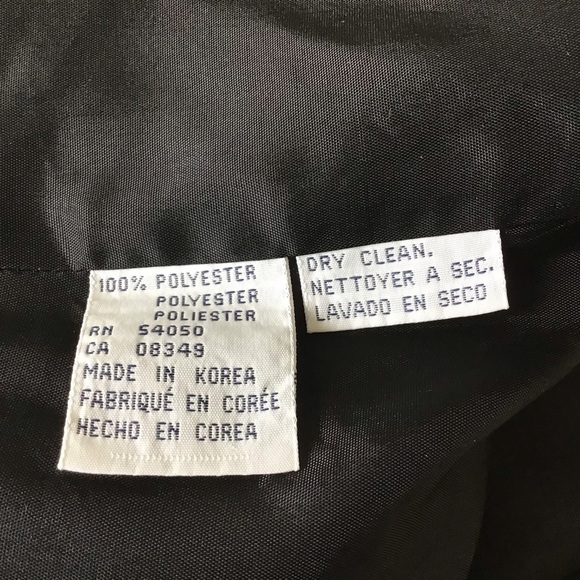 100% POLYESTER
POLYESTER
POLIESTER
RN 54050
CA 08349
MADE IN KOREA
FABRIQUÉ EN CORÉE
HECHO EN COREA
DRY CLEAN.
NETTOYER A SEC.
LAVADO EN SECO